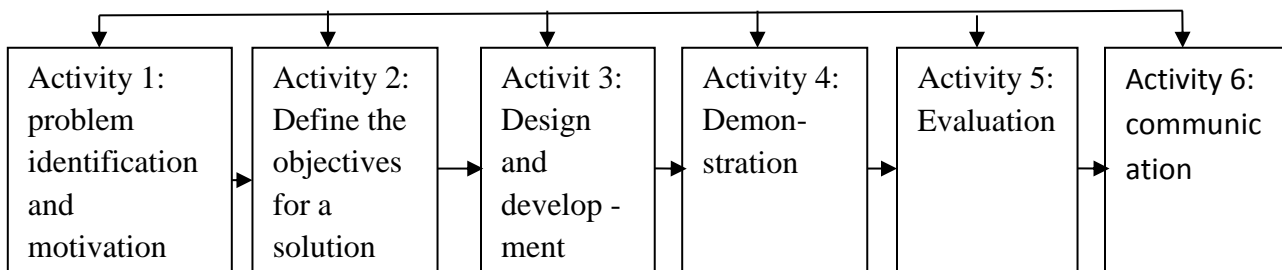 Activity 1:
problem
identification
and
motivation
Activity 2:
Define the
objectives
for a
solution
Activit 3:
Design
and
develop -
ment
Activity 4:
Demon-
stration
Activity 5:
Evaluation
Activity 6:
communic
ation